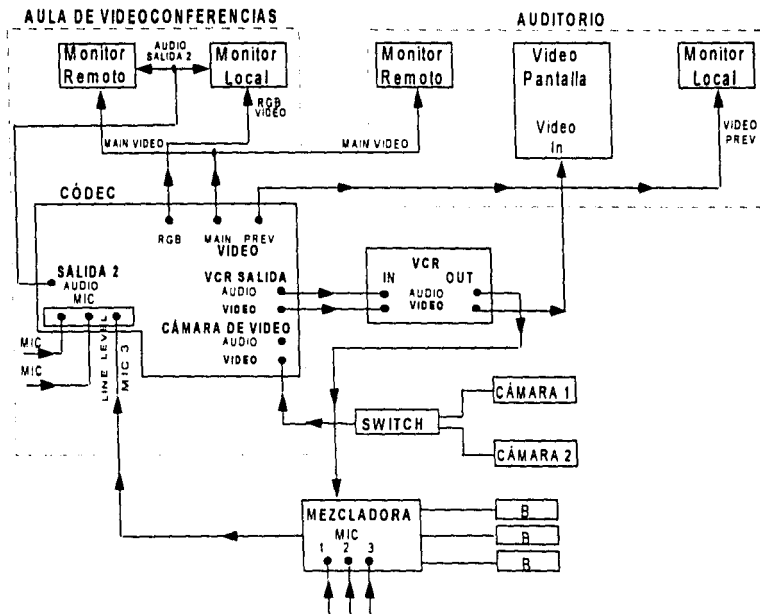 AULA DE VIDEOCONFERENCIAS
AUDITORIO
Monitor
Remoto
AUDIO
SALIDA 2
Monitor
Local
RGB
VIDEO
MAIN VIDEO
Monitor
Remoto
MAIN VIDEO
Video
Pantalla
Video
In
Monitor
Local
VIDEO
PREV
CÓDEC
RGB
MAIN
PREV
VIDEO
SALIDA 2
AUDIO
MIC
VCR SALIDA
AUDIO
VIDEO
CÁMARA DE VIDEO
AUDIO
VIDEO
VCR
IN
OUT
AUDIO
VIDEO
MIC
MIC
LINE LEVEL
MIC 3
SWITCH
CÁMARA 1
CÁMARA 2
MEZCLADORA
MIC
1 2 3
B
B
B